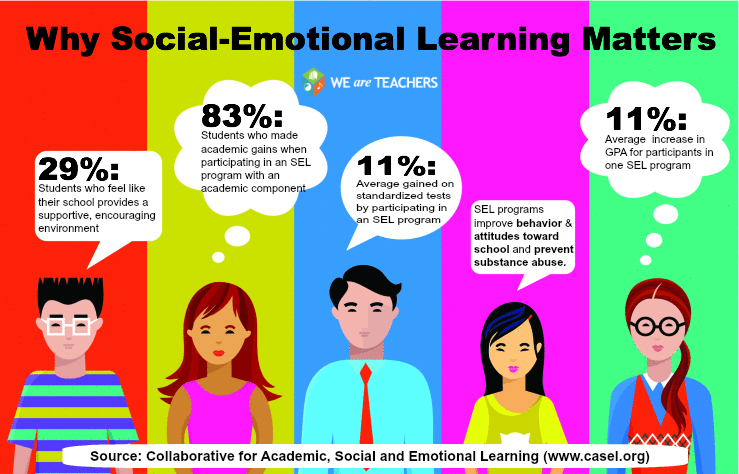 Why Social-Emotional Learning Matters
WE are TEACHERS
29%:
Students who feel like
their school provides a
supportive, encouraging
environment
83%:
Students who made
academic gains when
participating in an SEL
program with an
academic component
11%:
Average gained on
standardized tests
by participating in
an SEL program
SEL programs
improve behavior &
attitudes toward
school and prevent
substance abuse.
11%:
Average increase in
GPA for participants in
one SEL program
Source: Collaborative for Academic, Social and Emotional Learning (www.casel.org)